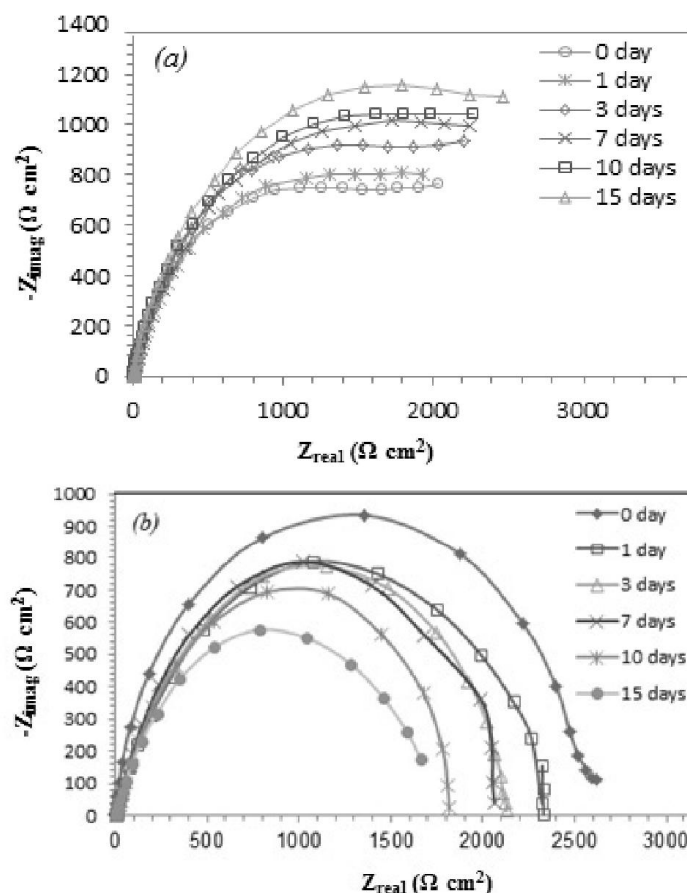 1400
(a)
1200
1000
800
600
400
200
0
-Zimag (Ω cm²)
0 day
1 day
3 days
7 days
10 days
15 days
0 1000 2000 3000
Zreal (Ω cm²)
1000
(b)
900
800
700
600
500
400
300
200
100
0
-Zimag (Ω cm²)
0 day
1 day
3 days
7 days
10 days
15 days
0 500 1000 1500 2000 2500 3000
Zreal (Ω cm²)